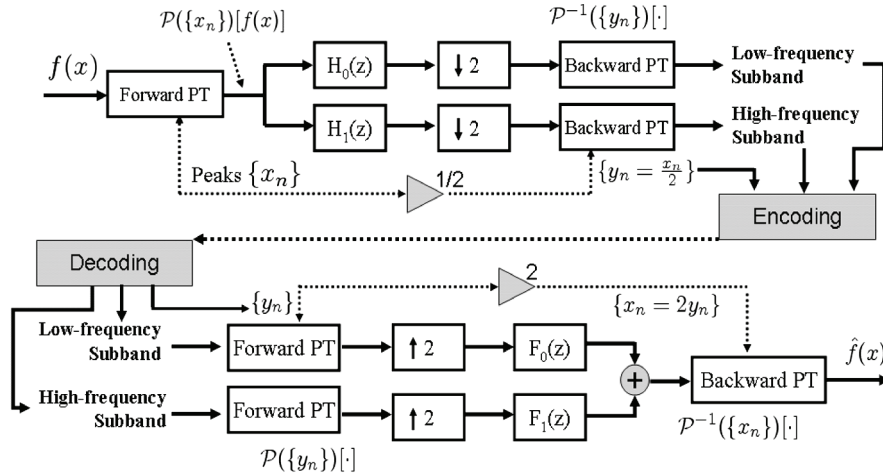 𝒫({xₙ})[f(x)]
𝒫⁻¹({yₙ})[·]
f(x)
Forward PT
H₀(z)
↓ 2
Backward PT
Low-frequency
Subband
H₁(z)
↓ 2
Backward PT
High-frequency
Subband
Peaks {xₙ}
1/2
{yₙ = xₙ/2}
Encoding
Decoding
2
{yₙ}
{xₙ = 2yₙ}
Low-frequency
Subband
Forward PT
↑ 2
F₀(z)
f̂(x)
+
Backward PT
High-frequency
Subband
Forward PT
↑ 2
F₁(z)
𝒫({yₙ})[·]
𝒫⁻¹({xₙ})[·]